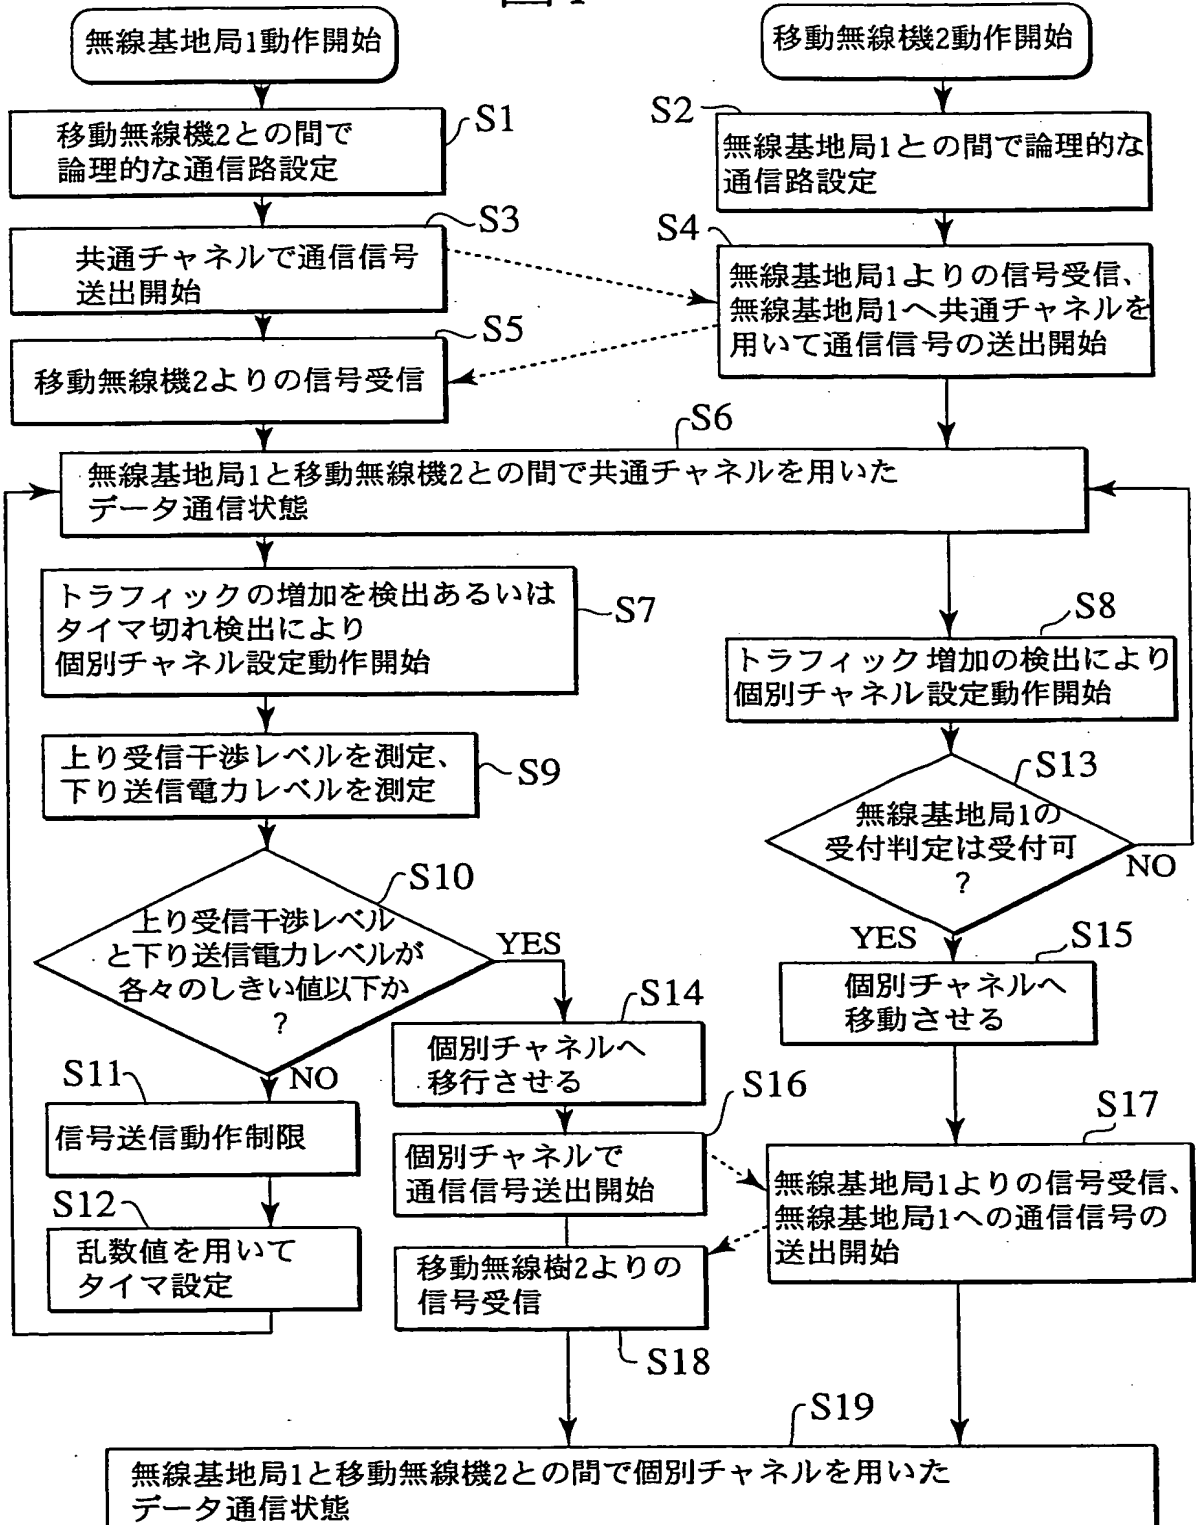 無線基地局1動作開始
移動無線機2動作開始
S1
移動無線機2との間で
論理的な通信路設定
S2
無線基地局1との間で論理的な
通信路設定
S3
共通チャネルで通信信号
送出開始
S4
無線基地局1よりの信号受信、
無線基地局1へ共通チャネルを
用いて通信信号の送出開始
S5
移動無線機2よりの信号受信
S6
無線基地局1と移動無線機2との間で共通チャネルを用いた
データ通信状態
S7
トラフィックの増加を検出あるいは
タイマ切れ検出により
個別チャネル設定動作開始
S8
トラフィック増加の検出により
個別チャネル設定動作開始
S9
上り受信干渉レベルを測定、
下り送信電力レベルを測定
S13
無線基地局1の
受付判定は受付可
?
NO
YES
S10
上り受信干渉レベル
と下り送信電力レベルが
各々のしきい値以下か
?
YES
NO
S15
個別チャネルへ
移動させる
S14
個別チャネルへ
移行させる
S11
信号送信動作制限
S16
個別チャネルで
通信信号送出開始
S17
無線基地局1よりの信号受信、
無線基地局1への通信信号の
送出開始
S12
乱数値を用いて
タイマ設定
移動無線樹2よりの
信号受信
S18
S19
無線基地局1と移動無線機2との間で個別チャネルを用いた
データ通信状態